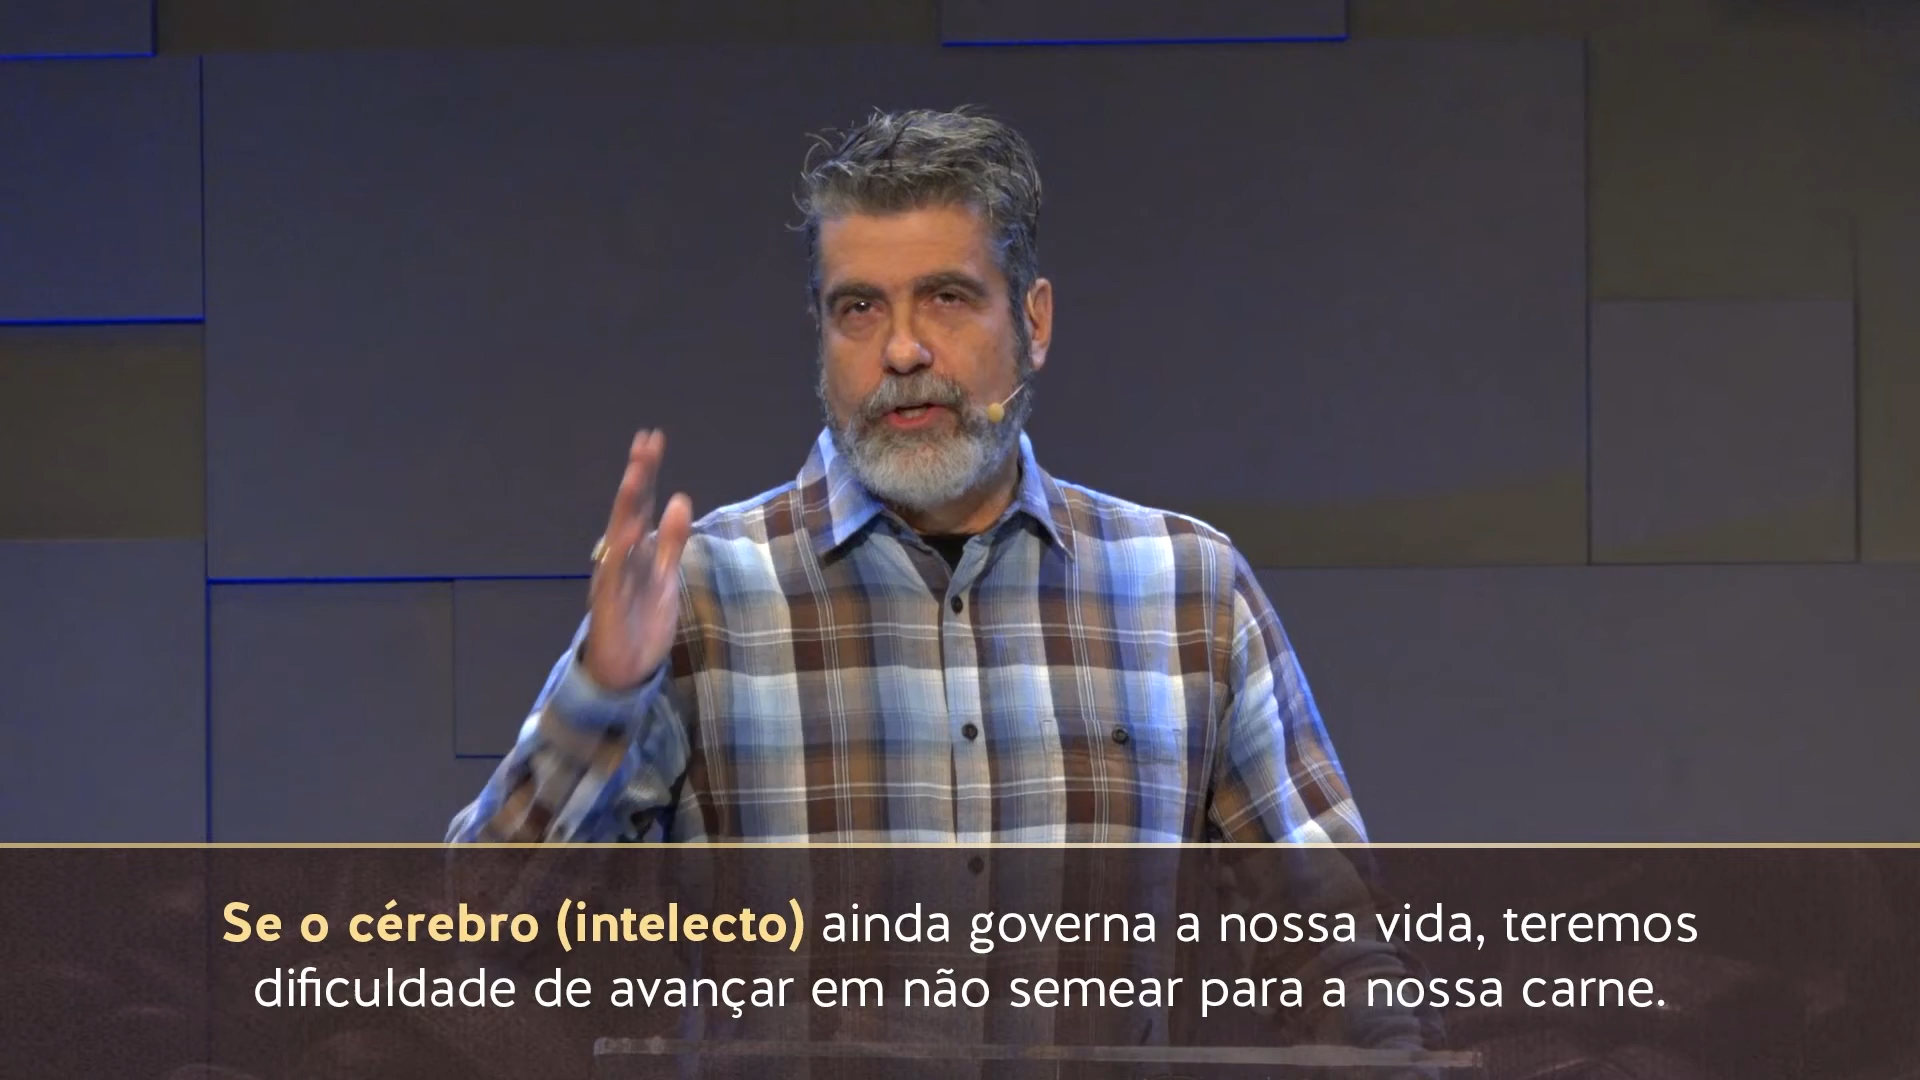 Se o cérebro (intelecto) ainda governa a nossa vida, teremos
dificuldade de avançar em não semear para a nossa carne.